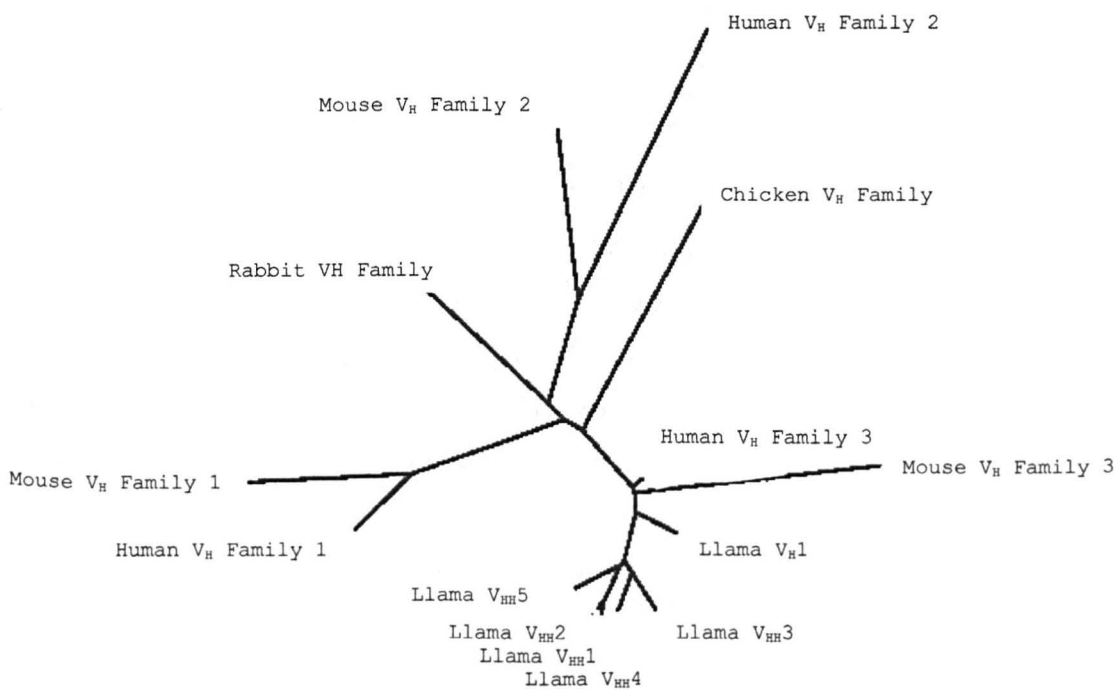 Human VH Family 2
Mouse VH Family 2
Chicken VH Family
Rabbit VH Family
Human VH Family 3
Mouse VH Family 3
Mouse VH Family 1
Human VH Family 1
Llama VH1
Llama VHH5
Llama VHH2
Llama VHH3
Llama VHH1
Llama VHH4